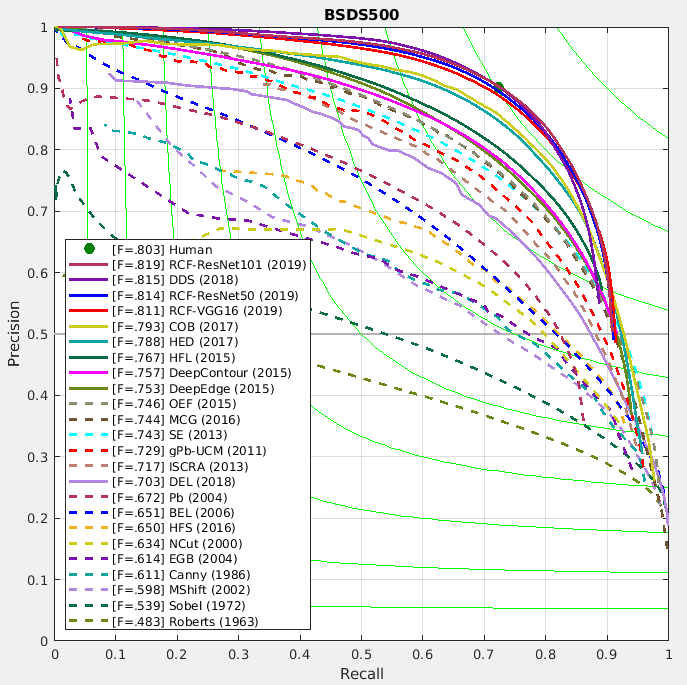 BSDS500
1
0.9
0.8
0.7
0.6
0.5
0.4
0.3
0.2
0.1
0
Precision
[F=.803] Human
[F=.819] RCF-ResNet101 (2019)
[F=.815] DDS (2018)
[F=.814] RCF-ResNet50 (2019)
[F=.811] RCF-VGG16 (2019)
[F=.793] COB (2017)
[F=.788] HED (2017)
[F=.767] HFL (2015)
[F=.757] DeepContour (2015)
[F=.753] DeepEdge (2015)
[F=.746] OEF (2015)
[F=.744] MCG (2016)
[F=.743] SE (2013)
[F=.729] gPb-UCM (2011)
[F=.717] ISCRA (2013)
[F=.703] DEL (2018)
[F=.672] Pb (2004)
[F=.651] BEL (2006)
[F=.650] HFS (2016)
[F=.634] NCut (2000)
[F=.614] EGB (2004)
[F=.611] Canny (1986)
[F=.598] MShift (2002)
[F=.539] Sobel (1972)
[F=.483] Roberts (1963)
0 0.1 0.2 0.3 0.4 0.5 0.6 0.7 0.8 0.9 1
Recall